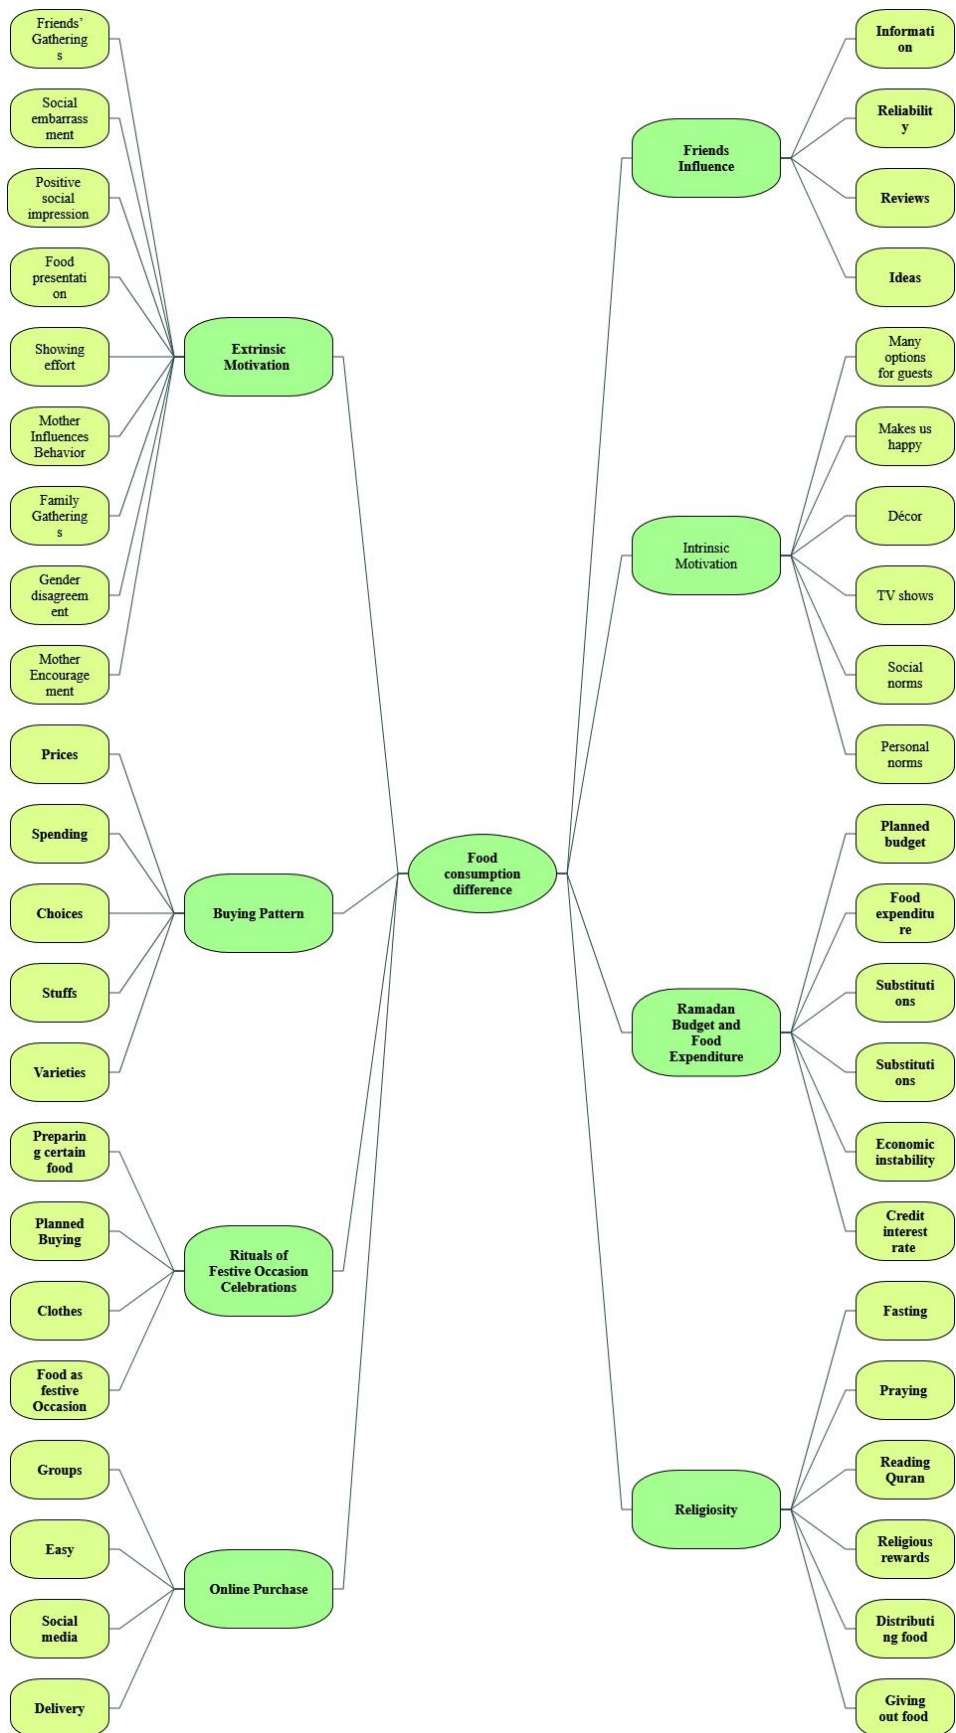 Friends’
Gathering
s
Social
embarrass
ment
Positive
social
impression
Food
presentati
on
Showing
effort
Mother
Influences
Behavior
Family
Gathering
s
Gender
disagreem
ent
Mother
Encourage
ment
Extrinsic
Motivation
Prices
Spending
Choices
Stuffs
Varieties
Buying Pattern
Preparin
g certain
food
Planned
Buying
Clothes
Food as
festive
Occasion
Rituals of
Festive Occasion
Celebrations
Groups
Easy
Social
media
Delivery
Online Purchase
Food
consumption
difference
Friends
Influence
Informati
on
Reliabilit
y
Reviews
Ideas
Intrinsic
Motivation
Many
options
for guests
Makes us
happy
Décor
TV shows
Social
norms
Personal
norms
Ramadan
Budget and
Food
Expenditure
Planned
budget
Food
expenditu
re
Substituti
ons
Substituti
ons
Economic
instability
Credit
interest
rate
Religiosity
Fasting
Praying
Reading
Quran
Religious
rewards
Distributi
ng food
Giving
out food